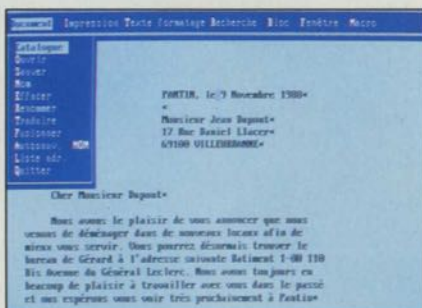 Document Impression Texte Formatage Recherche Bloc Fenêtre Macro
Catalogue
Ouvrir
Sauver
Nom
Effacer
Renommer
Traduire
Fusionner
Autosauv. NON
Liste adr.
Quitter
PANTIN, le 9 Novembre 1988«
«
Monsieur Jean Dupont«
17 Rue Daniel Llacer«
69100 VILLEURBANNE«
Cher Monsieur Dupont«
Nous avons le plaisir de vous annoncer que nous
venons de déménager dans de nouveaux locaux afin de
mieux vous servir. Vous pourrez désormais trouver le
bureau de Gérard à l'adresse suivante Batiment 1-00 110
Bis Avenue du Général Leclerc. Nous avons toujours eu
beaucoup de plaisir à travailler avec vous dans le passé
et nous espérons vous voir très prochainement à Pantin«